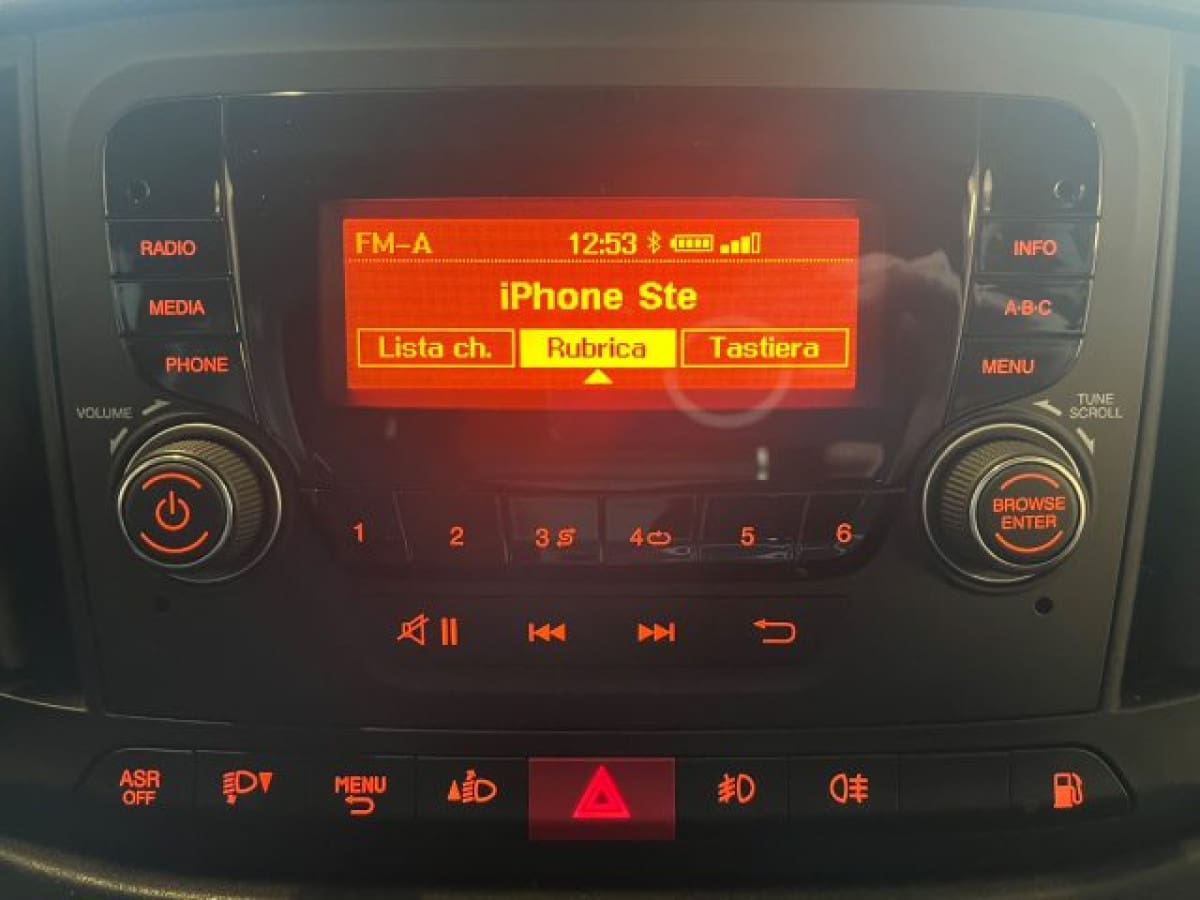 FM-A 12:53
iPhone Ste
Lista ch. Rubrica Tastiera
RADIO
MEDIA
PHONE
VOLUME
INFO
A·B·C
MENU
TUNE
SCROLL
BROWSE
ENTER
1 2 3 4 5 6
ASR
OFF
MENU